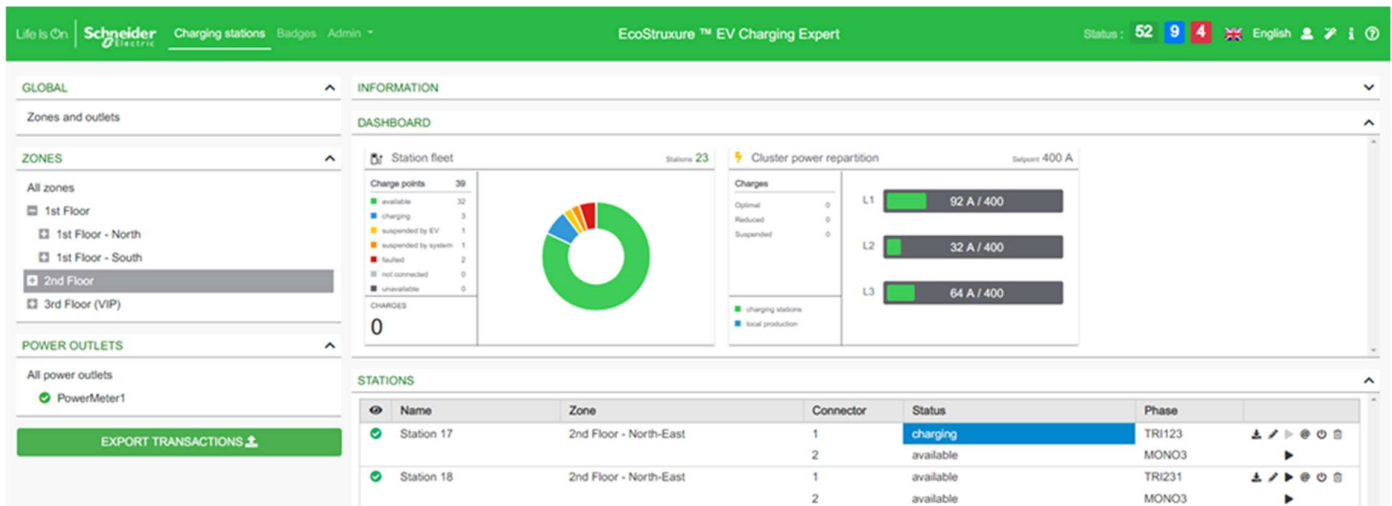 Life Is On Schneider Electric Charging stations Badges Admin EcoStruxure ™ EV Charging Expert Status : 52 9 4 English
GLOBAL
Zones and outlets
ZONES
All zones
1st Floor
1st Floor - North
1st Floor - South
2nd Floor
3rd Floor (VIP)
POWER OUTLETS
All power outlets
PowerMeter1
EXPORT TRANSACTIONS
INFORMATION
DASHBOARD
Station fleet Stations 23
Charge points 39
available 32
charging 3
suspended by EV 1
suspended by system 1
faulted 2
not connected 0
unavailable 0
CHARGES
0
Cluster power repartition Setpoint 400 A
Charges
Optimal 0
Reduced 0
Suspended 0
charging stations
local production
L1 92 A / 400
L2 32 A / 400
L3 64 A / 400
STATIONS
Name Zone Connector Status Phase
Station 17 2nd Floor - North-East 1 charging TRI123
2 available MONO3
Station 18 2nd Floor - North-East 1 available TRI231
2 available MONO3